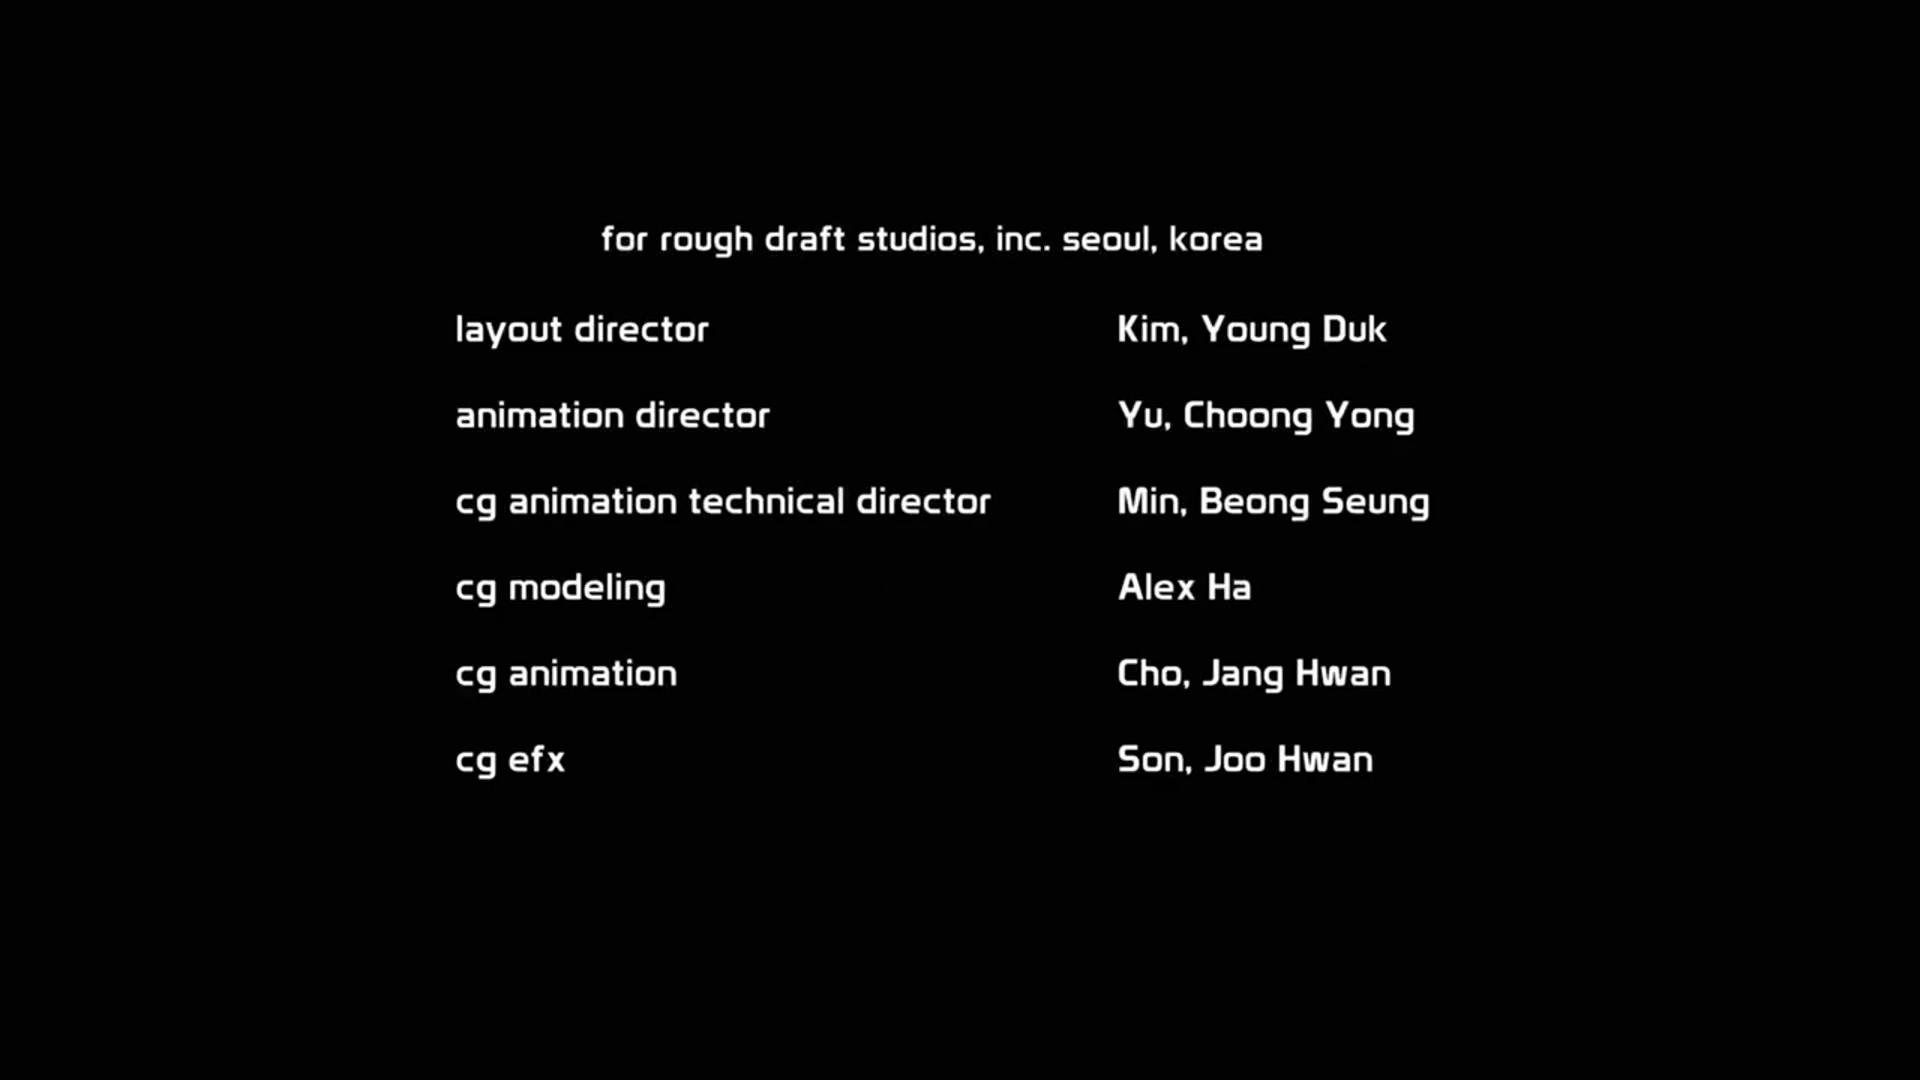 for rough draft studios, inc. seoul, korea
layout director Kim, Young Duk
animation director Yu, Choong Yong
cg animation technical director Min, Beong Seung
cg modeling Alex Ha
cg animation Cho, Jang Hwan
cg efx Son, Joo Hwan